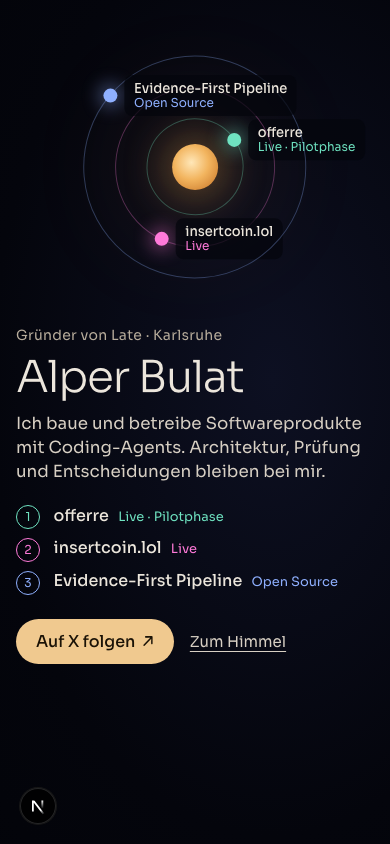 Evidence-First Pipeline
Open Source
offerre
Live · Pilotphase
insertcoin.lol
Live
Gründer von Late · Karlsruhe
Alper Bulat
Ich baue und betreibe Softwareprodukte
mit Coding-Agents. Architektur, Prüfung
und Entscheidungen bleiben bei mir.
1 offerre Live · Pilotphase
2 insertcoin.lol Live
3 Evidence-First Pipeline Open Source
Auf X folgen ↗ Zum Himmel
N